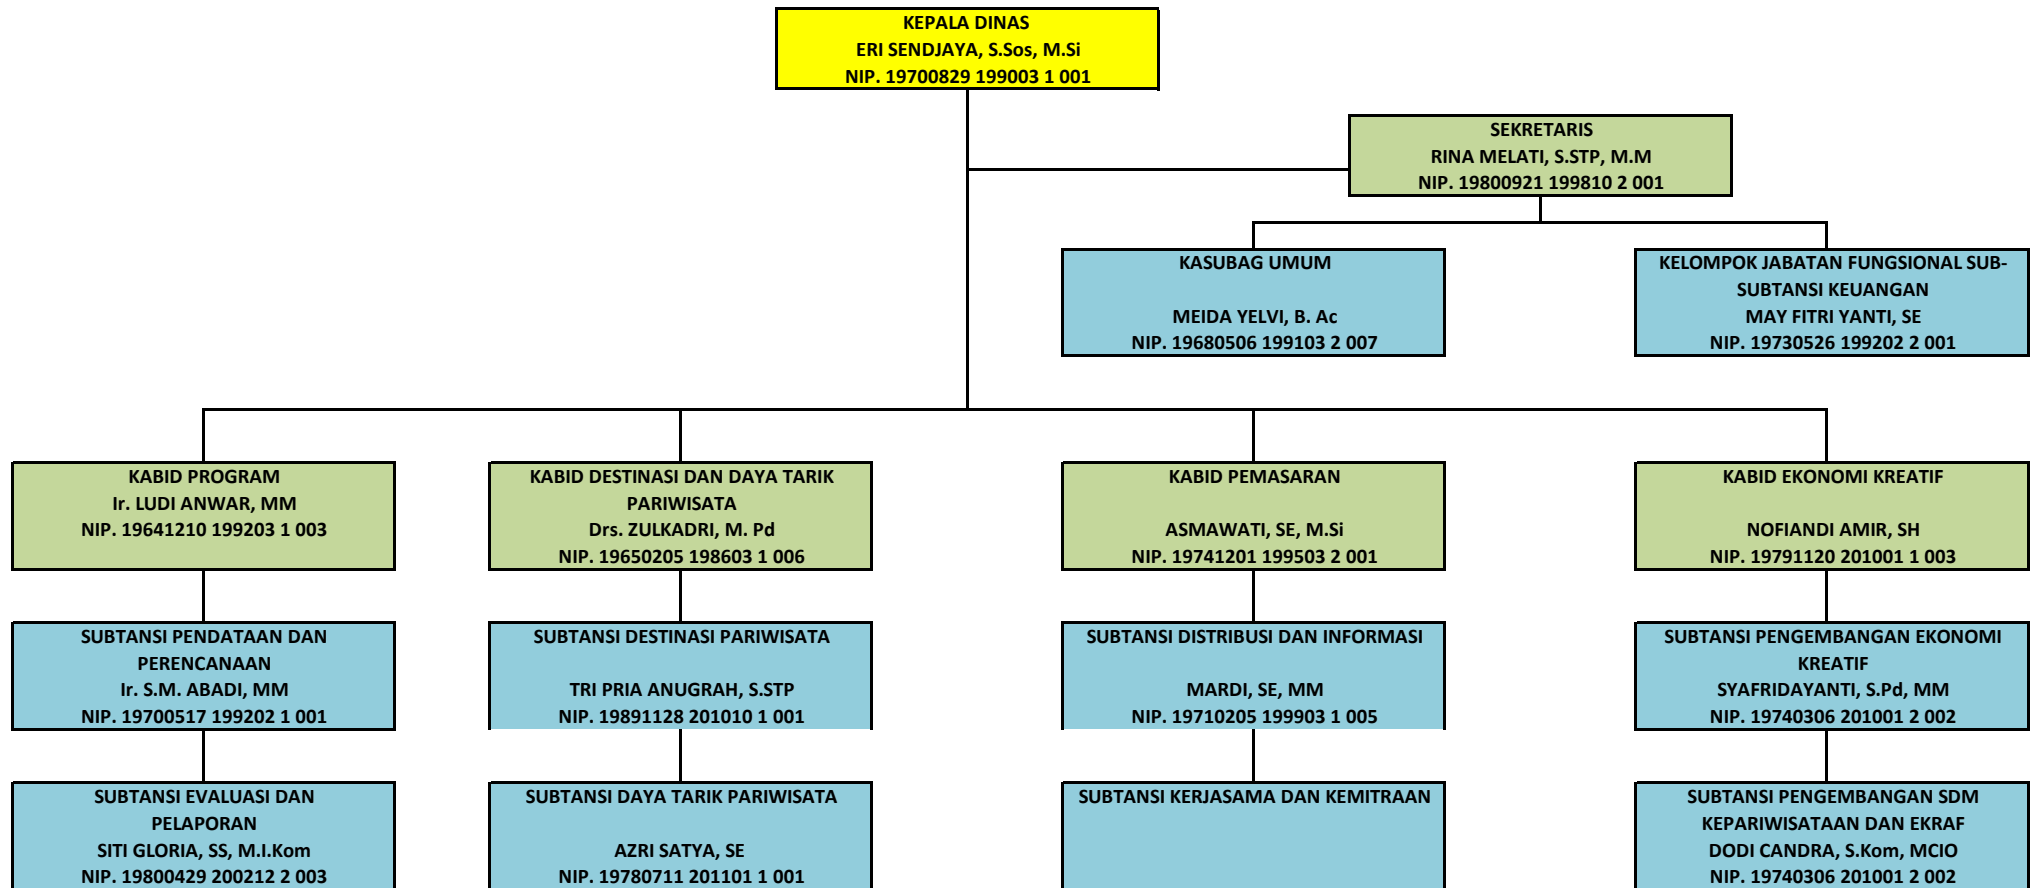 KEPALA DINAS
ERI SENDJAYA, S.Sos, M.Si
NIP. 19700829 199003 1 001
SEKRETARIS
RINA MELATI, S.STP, M.M
NIP. 19800921 199810 2 001
KASUBAG UMUM
MEIDA YELVI, B. Ac
NIP. 19680506 199103 2 007
KELOMPOK JABATAN FUNGSIONAL SUB-
SUBTANSI KEUANGAN
MAY FITRI YANTI, SE
NIP. 19730526 199202 2 001
KABID PROGRAM
Ir. LUDI ANWAR, MM
NIP. 19641210 199203 1 003
KABID DESTINASI DAN DAYA TARIK
PARIWISATA
Drs. ZULKADRI, M. Pd
NIP. 19650205 198603 1 006
KABID PEMASARAN
ASMAWATI, SE, M.Si
NIP. 19741201 199503 2 001
KABID EKONOMI KREATIF
NOFIANDI AMIR, SH
NIP. 19791120 201001 1 003
SUBTANSI PENDATAAN DAN
PERENCANAAN
Ir. S.M. ABADI, MM
NIP. 19700517 199202 1 001
SUBTANSI DESTINASI PARIWISATA
TRI PRIA ANUGRAH, S.STP
NIP. 19891128 201010 1 001
SUBTANSI DISTRIBUSI DAN INFORMASI
MARDI, SE, MM
NIP. 19710205 199903 1 005
SUBTANSI PENGEMBANGAN EKONOMI
KREATIF
SYAFRIDAYANTI, S.Pd, MM
NIP. 19740306 201001 2 002
SUBTANSI EVALUASI DAN
PELAPORAN
SITI GLORIA, SS, M.I.Kom
NIP. 19800429 200212 2 003
SUBTANSI DAYA TARIK PARIWISATA
AZRI SATYA, SE
NIP. 19780711 201101 1 001
SUBTANSI KERJASAMA DAN KEMITRAAN
SUBTANSI PENGEMBANGAN SDM
KEPARIWISATAAN DAN EKRAF
DODI CANDRA, S.Kom, MCIO
NIP. 19740306 201001 2 002